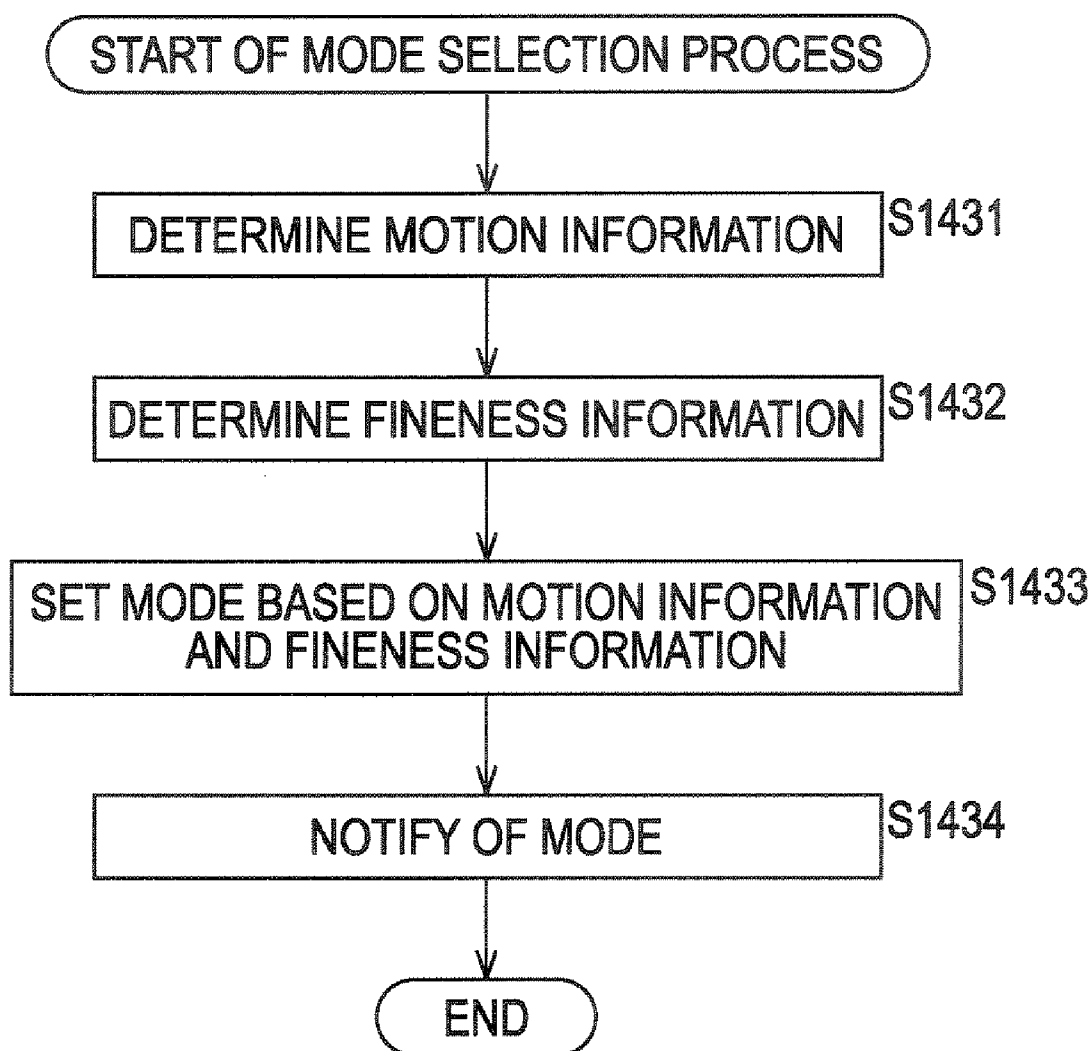 START OF MODE SELECTION PROCESS
DETERMINE MOTION INFORMATION
S1431
DETERMINE FINENESS INFORMATION
S1432
SET MODE BASED ON MOTION INFORMATION
AND FINENESS INFORMATION
S1433
NOTIFY OF MODE
S1434
END